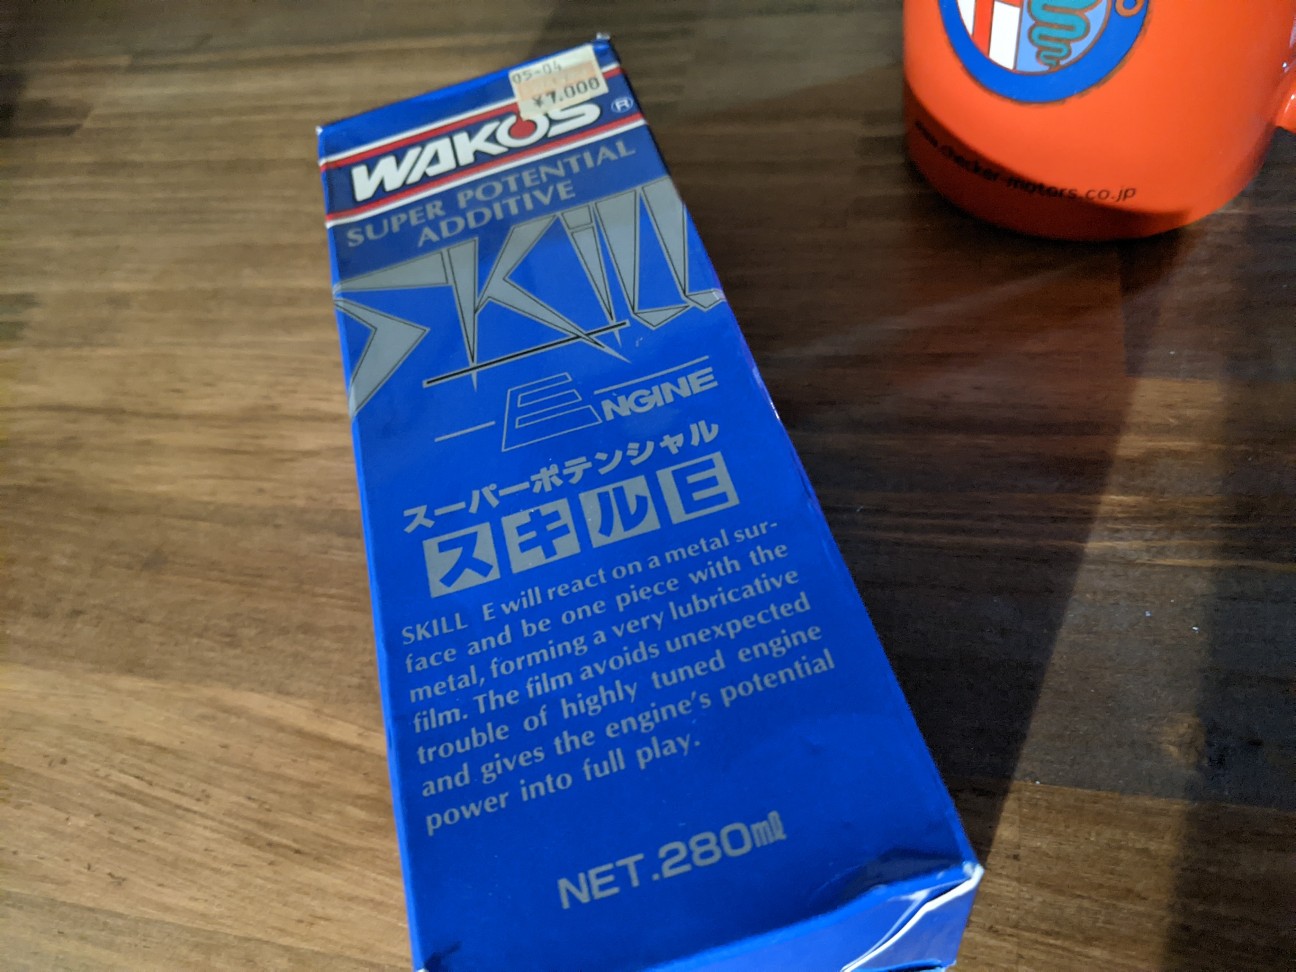 05-04
¥7.000
WAKO'S ®
SUPER POTENTIAL
ADDITIVE
SKill
ENGINE
スーパーポテンシャル
スキルE
SKILL E will react on a metal sur-
face and be one piece with the
metal, forming a very lubricative
film. The film avoids unexpected
trouble of highly tuned engine
and gives the engine's potential
power into full play.
NET.280mℓ
www.checker-motors.co.jp